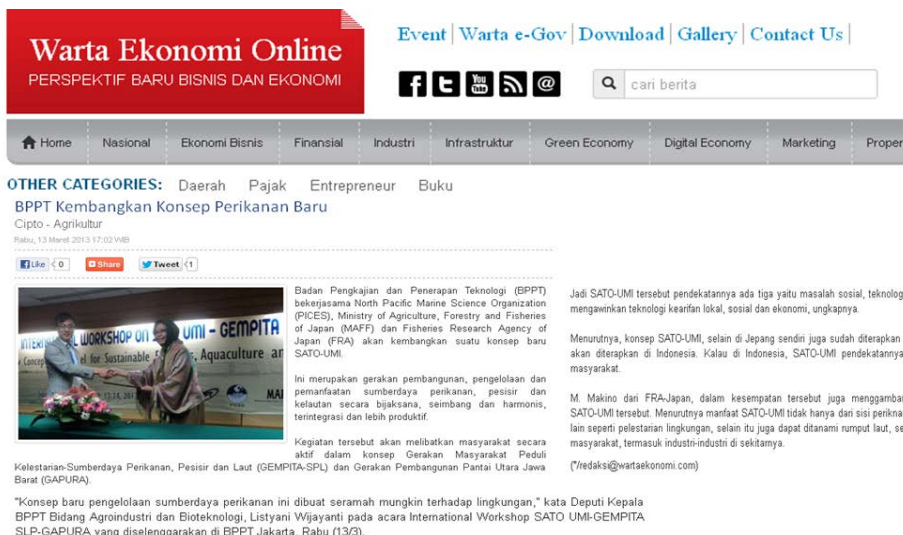 Warta Ekonomi Online
PERSPEKTIF BARU BISNIS DAN EKONOMI
Event | Warta e-Gov | Download | Gallery | Contact Us |
cari berita
Home Nasional Ekonomi Bisnis Finansial Industri Infrastruktur Green Economy Digital Economy Marketing Proper
OTHER CATEGORIES: Daerah Pajak Entrepreneur Buku
BPPT Kembangkan Konsep Perikanan Baru
Cipto - Agrikultur
Rabu, 13 Maret 2013 17:02 WIB
Like 0 Share Tweet 1
WORKSHOP ON UMI - GEMPITA
for Sustainable Aquaculture an
Badan Pengkajian dan Penerapan Teknologi (BPPT)
bekerjasama North Pacific Marine Science Organization
(PICES), Ministry of Agriculture, Forestry and Fisheries
of Japan (MAFF) dan Fisheries Research Agency of
Japan (FRA) akan kembangkan suatu konsep baru
SATO-UMI.
Ini merupakan gerakan pembangunan, pengelolaan dan
pemanfaatan sumberdaya perikanan, pesisir dan
kelautan secara bijaksana, seimbang dan harmonis,
terintegrasi dan lebih produktif.
Kegiatan tersebut akan melibatkan masyarakat secara
aktif dalam konsep Gerakan Masyarakat Peduli
Kelestarian-Sumberdaya Perikanan, Pesisir dan Laut (GEMPITA-SPL) dan Gerakan Pembangunan Pantai Utara Jawa
Barat (GAPURA).
"Konsep baru pengelolaan sumberdaya perikanan ini dibuat seramah mungkin terhadap lingkungan," kata Deputi Kepala
BPPT Bidang Agroindustri dan Bioteknologi, Listyani Wijayanti pada acara International Workshop SATO UMI-GEMPITA
SLP-GAPURA yang diselenggarakan di BPPT Jakarta, Rabu (13/3).
Jadi SATO-UMI tersebut pendekatannya ada tiga yaitu masalah sosial, teknolog
mengawinkan teknologi kearifan lokal, sosial dan ekonomi, ungkapnya.
Menurutnya, konsep SATO-UMI, selain di Jepang sendiri juga sudah diterapkan
akan diterapkan di Indonesia. Kalau di Indonesia, SATO-UMI pendekatannya
masyarakat.
M. Makino dari FRA-Japan, dalam kesempatan tersebut juga menggambar
SATO-UMI tersebut. Menurutnya manfaat SATO-UMI tidak hanya dari sisi perikna
lain seperti pelestarian lingkungan, selain itu juga dapat ditanami rumput laut, se
masyarakat, termasuk industri-industri di sekitarnya.
(*/redaksi@wartaekonomi.com)